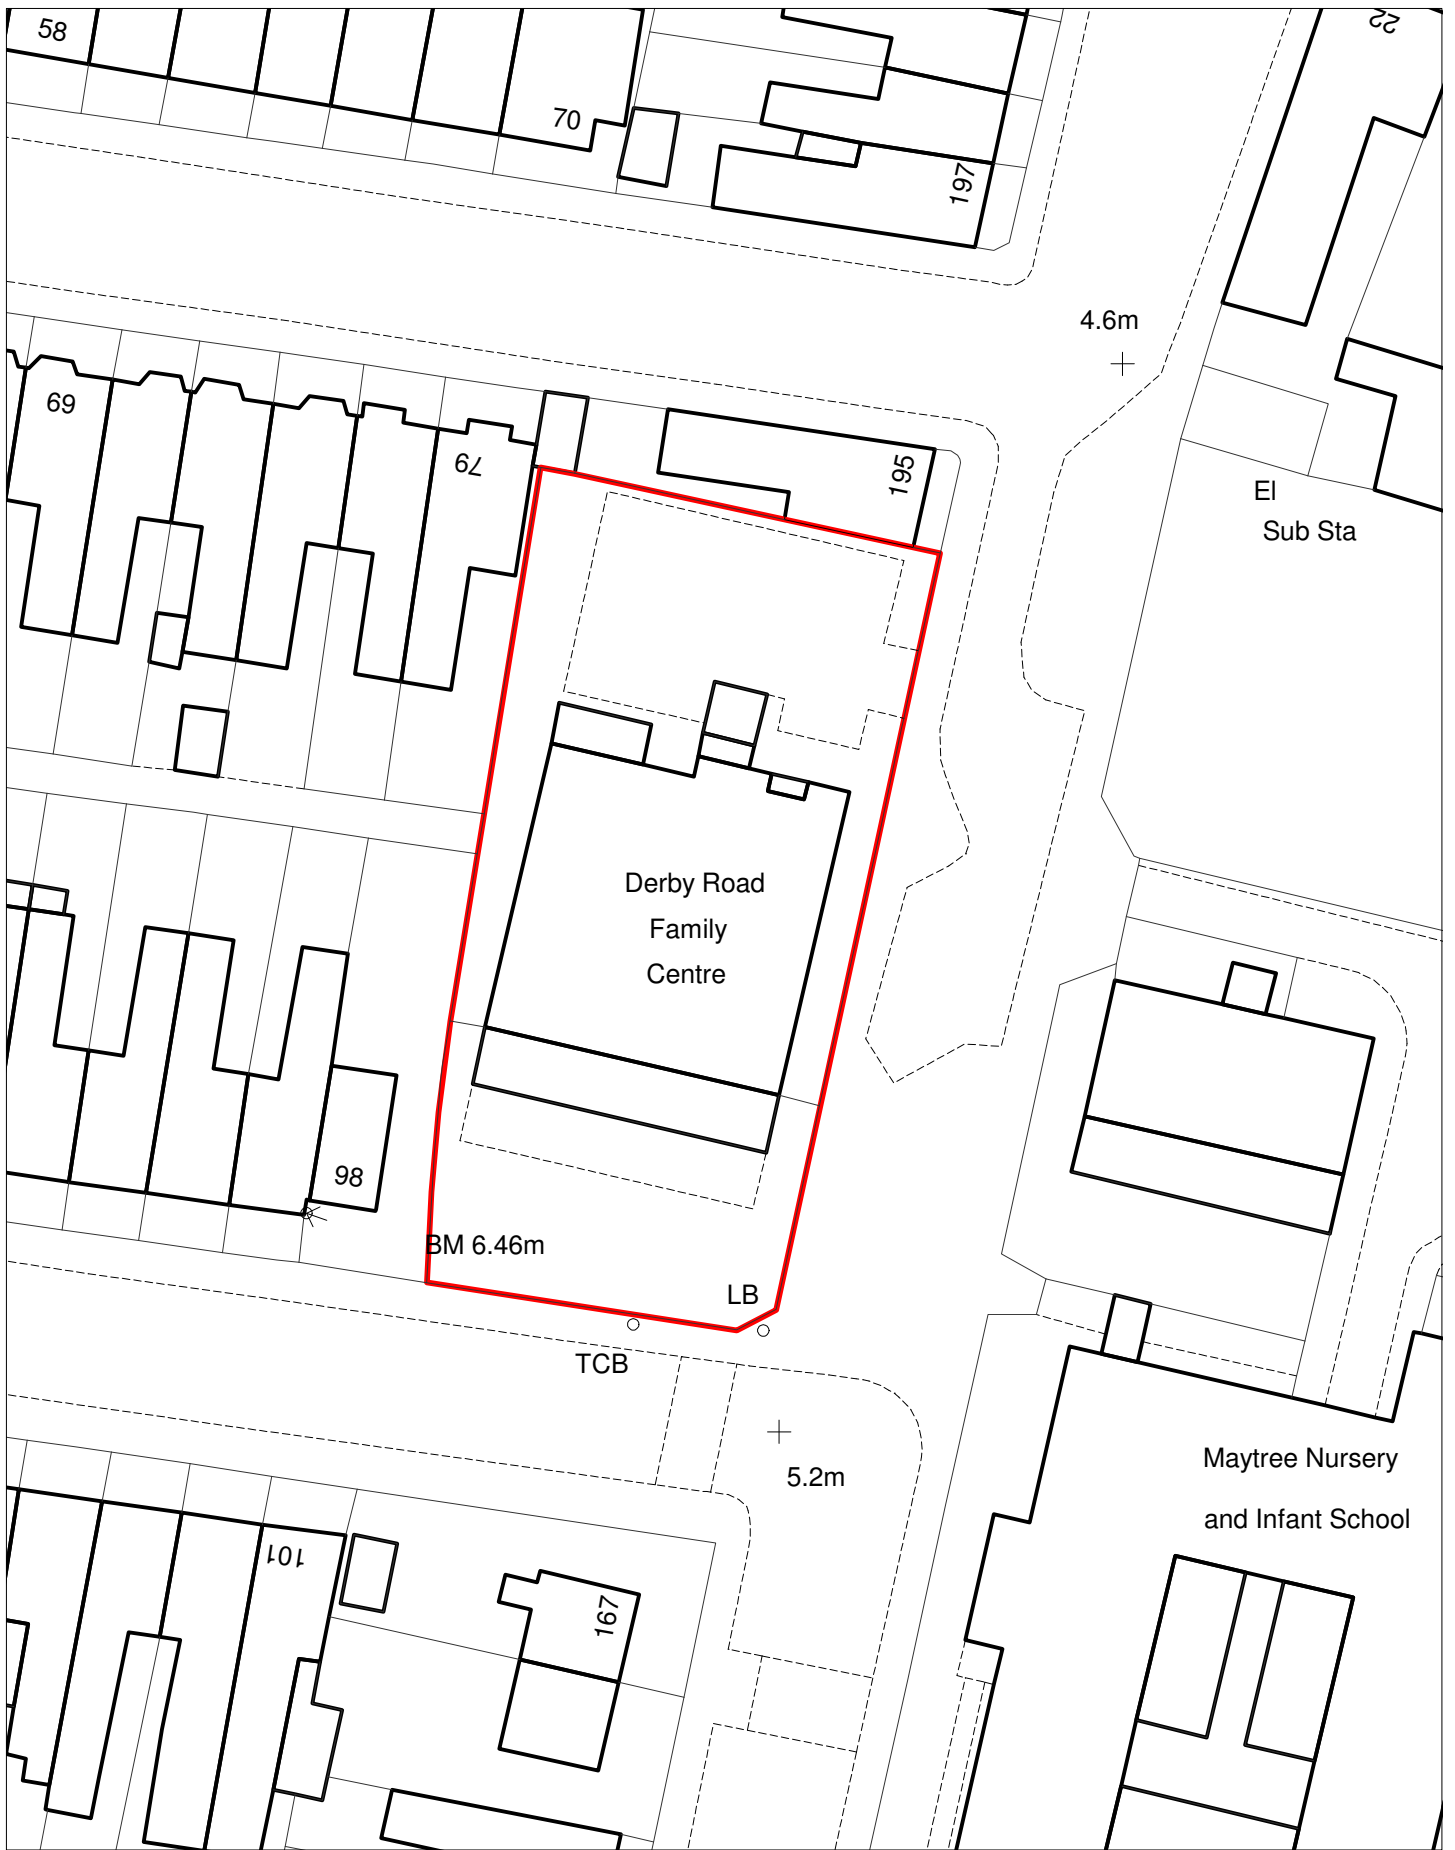 58
22
70
197
4.6m
69
79
195
El
Sub Sta
Derby Road
Family
Centre
98
BM 6.46m
LB
TCB
5.2m
Maytree Nursery
and Infant School
101
167